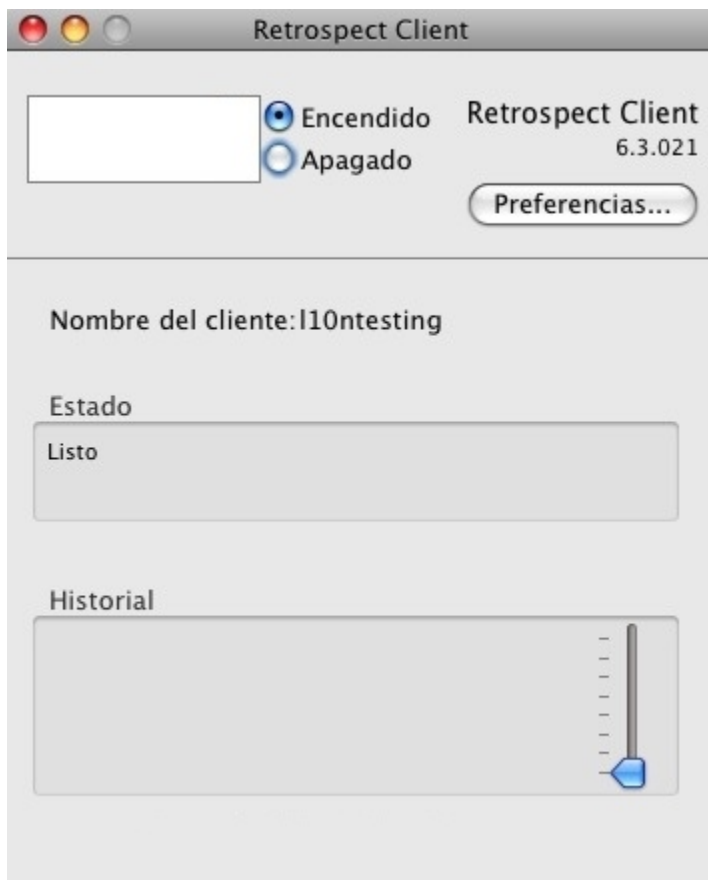 Retrospect Client
Encendido
Apagado
Retrospect Client
6.3.021
Preferencias...
Nombre del cliente:l10ntesting
Estado
Listo
Historial